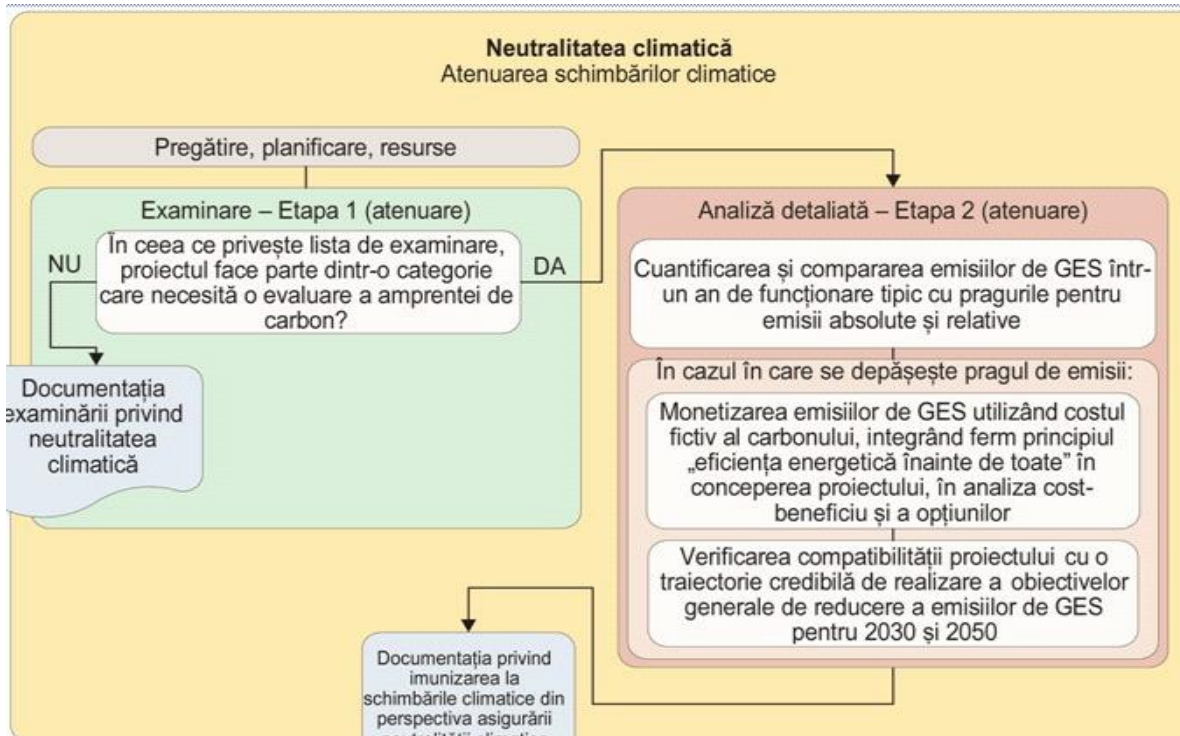 Neutralitatea climatică
Atenuarea schimbărilor climatice
Pregătire, planificare, resurse
Examinare – Etapa 1 (atenuare)
În ceea ce privește lista de examinare,
proiectul face parte dintr-o categorie
care necesită o evaluare a amprentei de
carbon?
NU
DA
Documentația
examinării privind
neutralitatea
climatică
Analiză detaliată – Etapa 2 (atenuare)
Cuantificarea și compararea emisiilor de GES într-
un an de funcționare tipic cu pragurile pentru
emisii absolute și relative
În cazul în care se depășește pragul de emisii:
Monetizarea emisiilor de GES utilizând costul
fictiv al carbonului, integrând ferm principiul
„eficiența energetică înainte de toate” în
conceperea proiectului, în analiza cost-
beneficiu și a opțiunilor
Verificarea compatibilității proiectului cu o
traiectorie credibilă de realizare a obiectivelor
generale de reducere a emisiilor de GES
pentru 2030 și 2050
Documentația privind
imunizarea la
schimbările climatice din
perspectiva asigurării